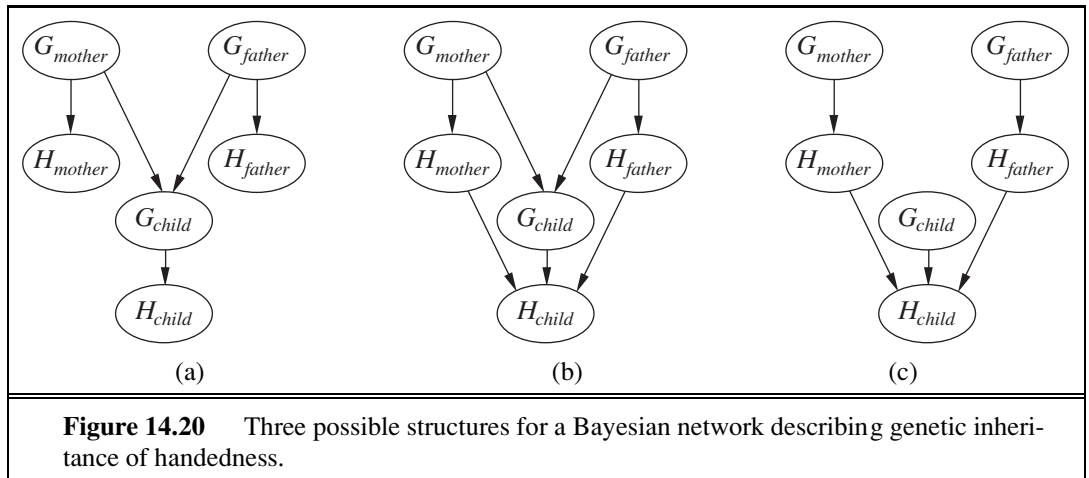 G_mother G_father G_mother G_father G_mother G_father
H_mother H_father H_mother H_father H_mother H_father
G_child G_child G_child
H_child H_child H_child
(a) (b) (c)
Figure 14.20 Three possible structures for a Bayesian network describing genetic inheri-
tance of handedness.